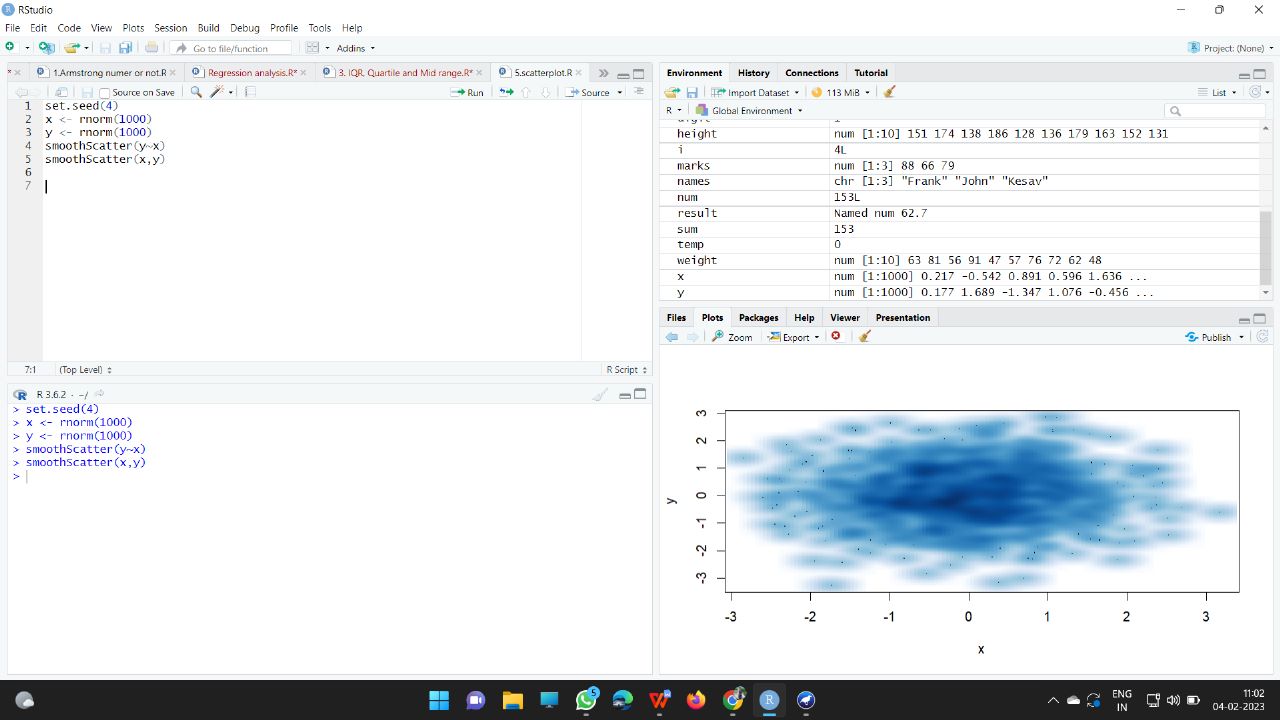 RStudio
File Edit Code View Plots Session Build Debug Profile Tools Help
Go to file/function Addins Project: (None)
1.Armstrong numer or not.R Regression analysis.R* 3. IQR, Quartile and Mid range.R* 5.scatterplot.R
Source on Save Run Source
1 set.seed(4)
2 x <- rnorm(1000)
3 y <- rnorm(1000)
4 smoothScatter(y~x)
5 smoothScatter(x,y)
6
7
7:1 (Top Level) R Script
R 3.6.2 · ~/
> set.seed(4)
> x <- rnorm(1000)
> y <- rnorm(1000)
> smoothScatter(y~x)
> smoothScatter(x,y)
>
Environment History Connections Tutorial
Import Dataset 113 MiB List
R Global Environment
height num [1:10] 151 174 138 186 128 136 179 163 152 131
i 4L
marks num [1:3] 88 66 79
names chr [1:3] "Frank" "John" "Kesav"
num 153L
result Named num 62.7
sum 153
temp 0
weight num [1:10] 63 81 56 91 47 57 76 72 62 48
x num [1:1000] 0.217 -0.542 0.891 0.596 1.636 ...
y num [1:1000] 0.177 1.689 -1.347 1.076 -0.456 ...
Files Plots Packages Help Viewer Presentation
Zoom Export Publish
3
2
1
0
-1
-2
-3
y
-3 -2 -1 0 1 2 3
x
5
ENG
IN
11:02
04-02-2023